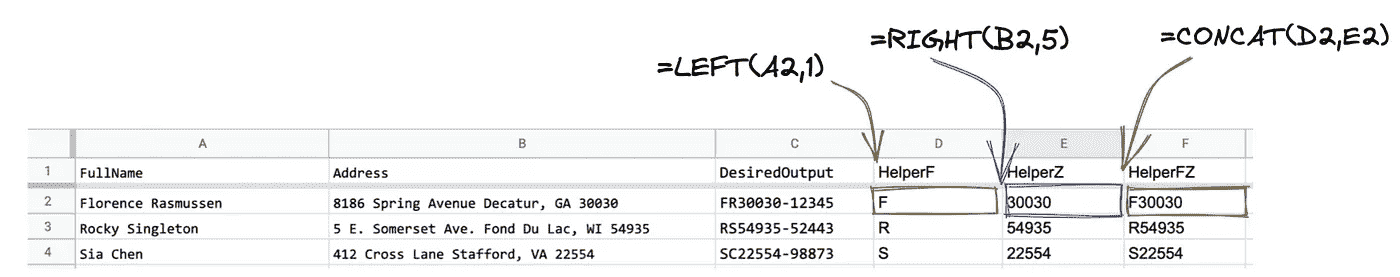 =LEFT(A2,1) =RIGHT(B2,5) =CONCAT(D2,E2)
A B C D E F
1 FullName Address DesiredOutput HelperF HelperZ HelperFZ
2 Florence Rasmussen 8186 Spring Avenue Decatur, GA 30030 FR30030-12345 F 30030 F30030
3 Rocky Singleton 5 E. Somerset Ave. Fond Du Lac, WI 54935 RS54935-52443 R 54935 R54935
4 Sia Chen 412 Cross Lane Stafford, VA 22554 SC22554-98873 S 22554 S22554